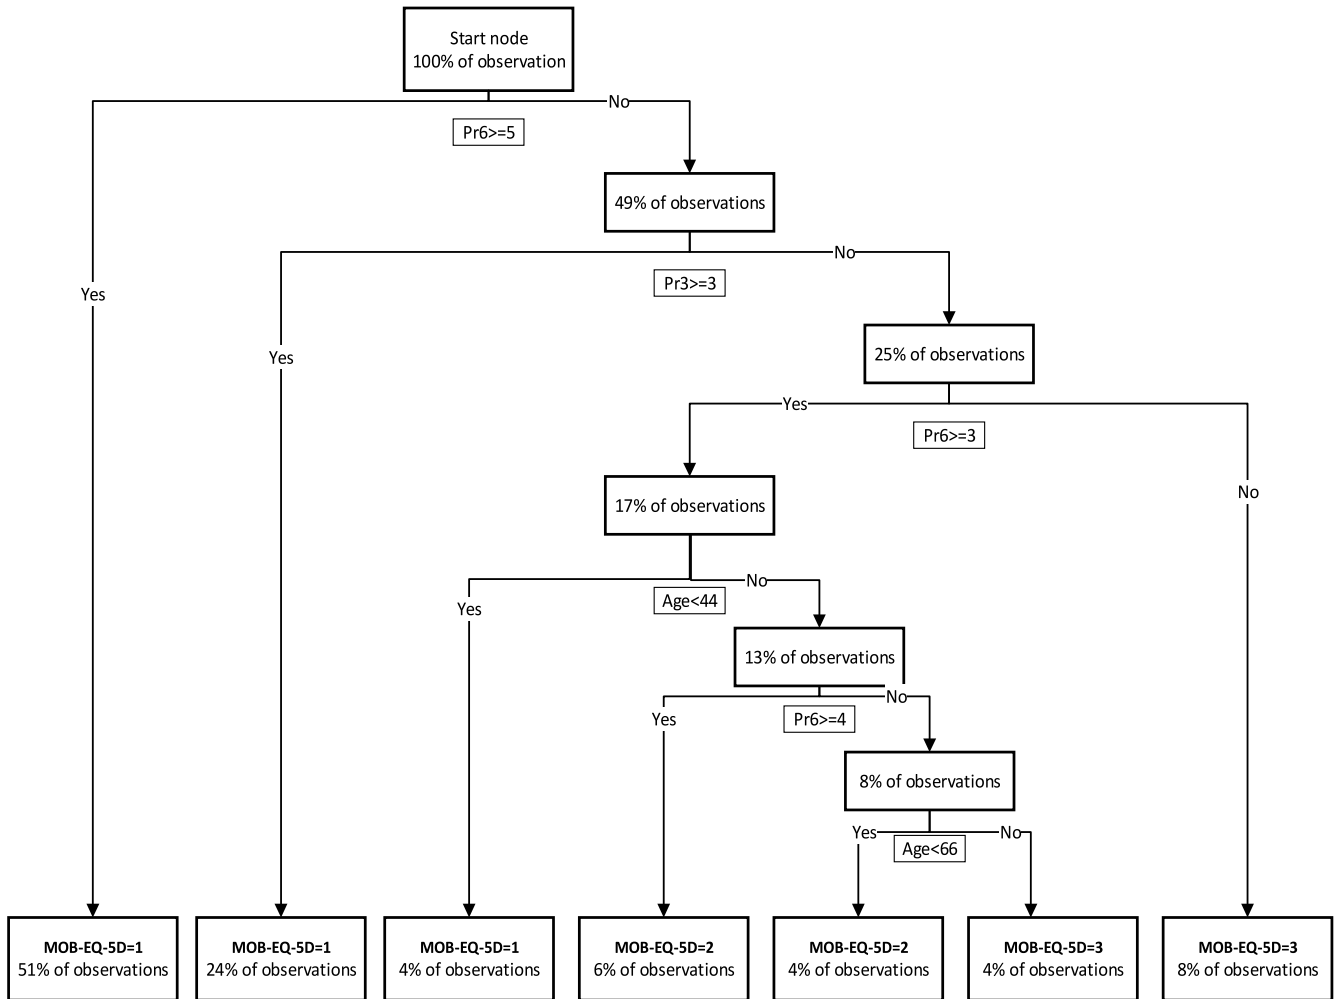 Start node
100% of observation
No
Pr6>=5
49% of observations
No
Pr3>=3
Yes
Yes
25% of observations
Yes
Pr6>=3
No
17% of observations
No
Age<44
Yes
13% of observations
No
Pr6>=4
Yes
8% of observations
Yes
No
Age<66
MOB-EQ-5D=1
51% of observations
MOB-EQ-5D=1
24% of observations
MOB-EQ-5D=1
4% of observations
MOB-EQ-5D=2
6% of observations
MOB-EQ-5D=2
4% of observations
MOB-EQ-5D=3
4% of observations
MOB-EQ-5D=3
8% of observations